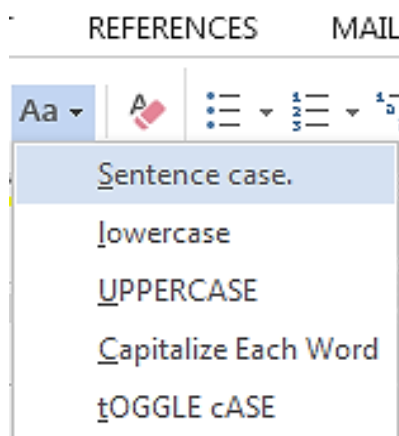 REFERENCES MAIL
Aa
Sentence case.
lowercase
UPPERCASE
Capitalize Each Word
tOGGLE cASE